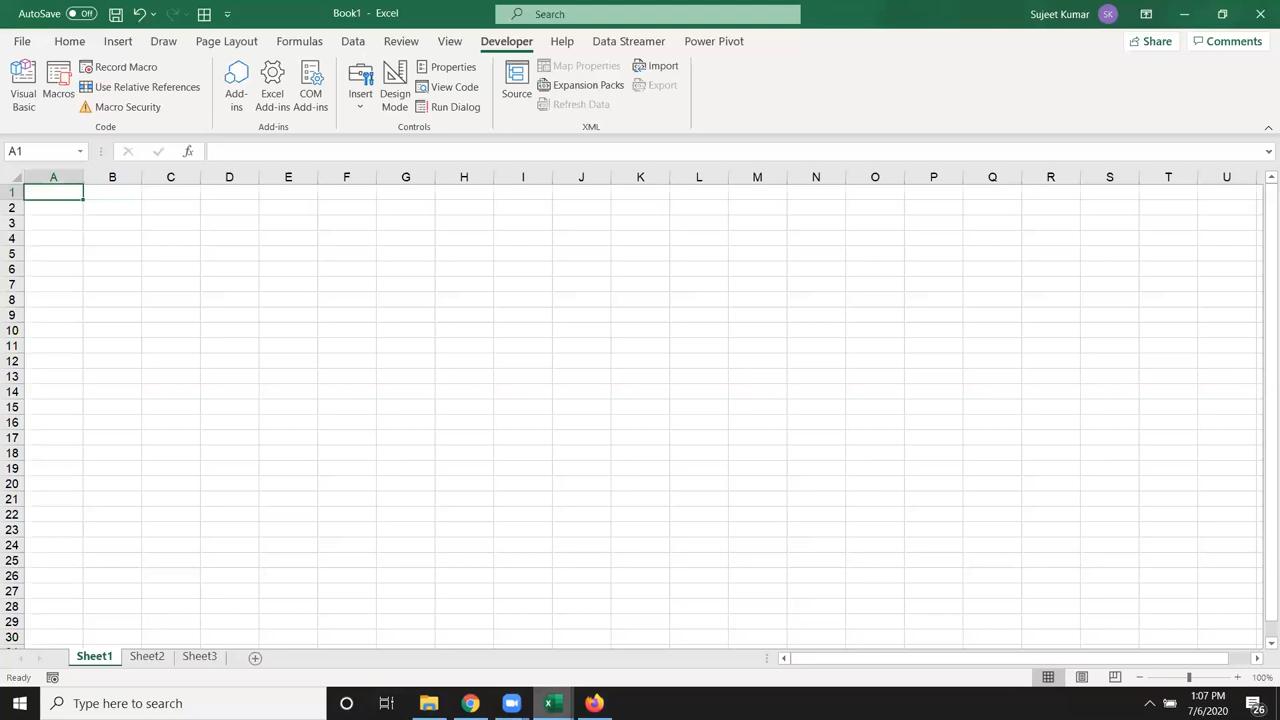 AutoSave Off Book1 - Excel Search Sujeet Kumar SK
File Home Insert Draw Page Layout Formulas Data Review View Developer Help Data Streamer Power Pivot Share Comments
Visual Basic
Macros
Record Macro
Use Relative References
Macro Security
Code
Add-ins
Excel Add-ins
COM Add-ins
Add-ins
Insert
Design Mode
Properties
View Code
Run Dialog
Controls
Source
Map Properties
Expansion Packs
Refresh Data
Import
Export
XML
A1 fx
A B C D E F G H I J K L M N O P Q R S T U
1
2
3
4
5
6
7
8
9
10
11
12
13
14
15
16
17
18
19
20
21
22
23
24
25
26
27
28
29
30
Sheet1 Sheet2 Sheet3
Ready 100%
Type here to search
1:07 PM
7/6/2020
26